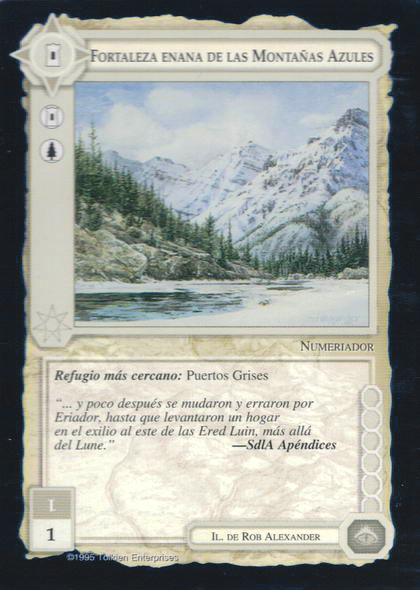 Fortaleza enana de las Montañas Azules
Numeriador
Refugio más cercano: Puertos Grises
“... y poco después se mudaron y erraron por
Eriador, hasta que levantaron un hogar
en el exilio al este de las Ered Luin, más allá
del Lune.” —SdlA Apéndices
I
1
Il. de Rob Alexander
©1995 Tolkien Enterprises